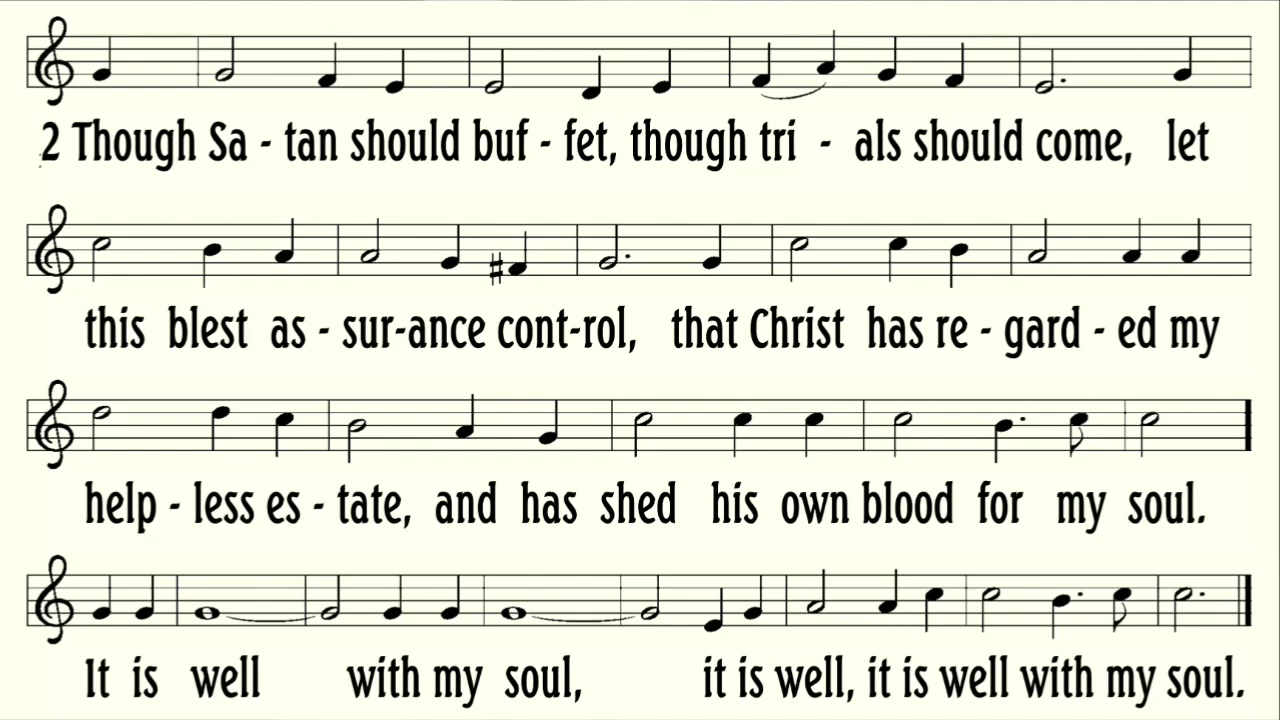 2 Though Sa - tan should buf - fet, though tri - als should come, let
this blest as - sur-ance cont-rol, that Christ has re - gard - ed my
help - less es - tate, and has shed his own blood for my soul.
It is well with my soul, it is well, it is well with my soul.